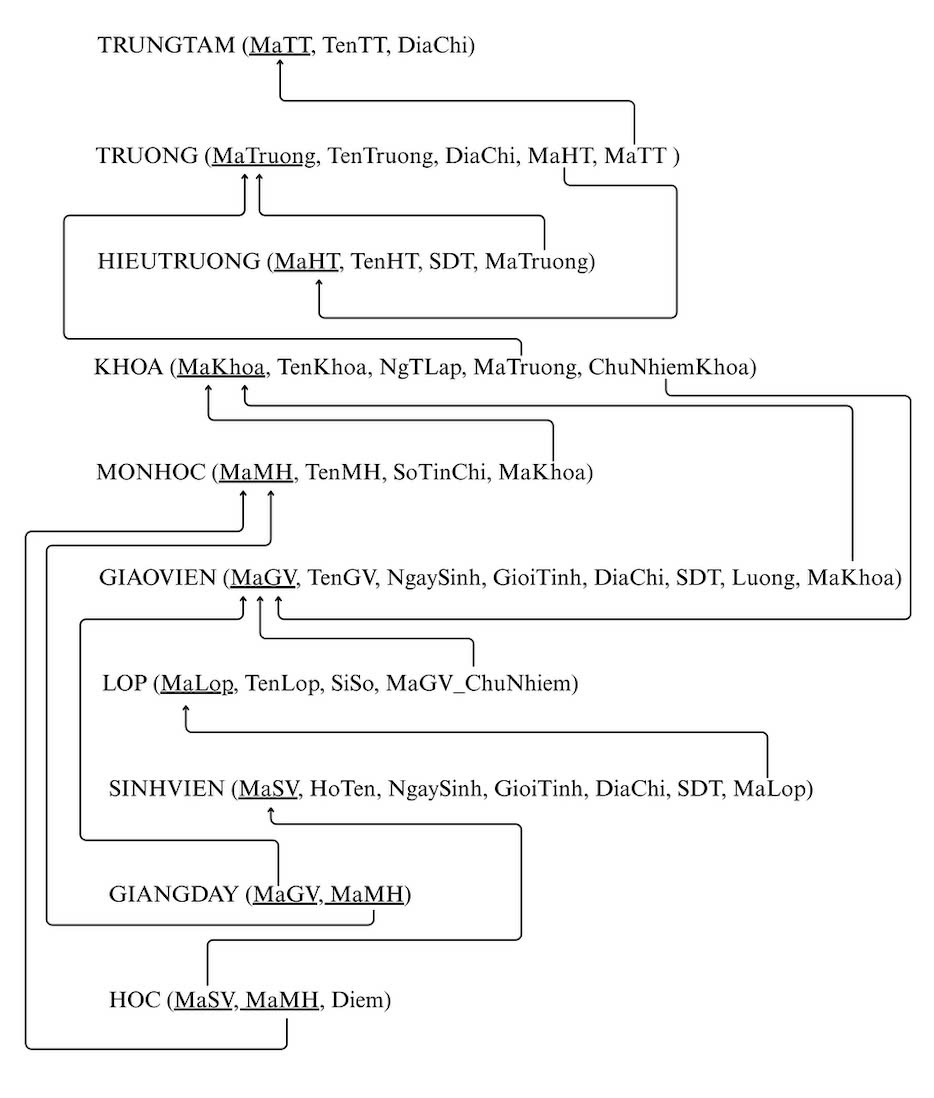 TRUNGTAM (MaTT, TenTT, DiaChi)
TRUONG (MaTruong, TenTruong, DiaChi, MaHT, MaTT )
HIEUTRUONG (MaHT, TenHT, SDT, MaTruong)
KHOA (MaKhoa, TenKhoa, NgTLap, MaTruong, ChuNhiemKhoa)
MONHOC (MaMH, TenMH, SoTinChi, MaKhoa)
GIAOVIEN (MaGV, TenGV, NgaySinh, GioiTinh, DiaChi, SDT, Luong, MaKhoa)
LOP (MaLop, TenLop, SiSo, MaGV_ChuNhiem)
SINHVIEN (MaSV, HoTen, NgaySinh, GioiTinh, DiaChi, SDT, MaLop)
GIANGDAY (MaGV, MaMH)
HOC (MaSV, MaMH, Diem)